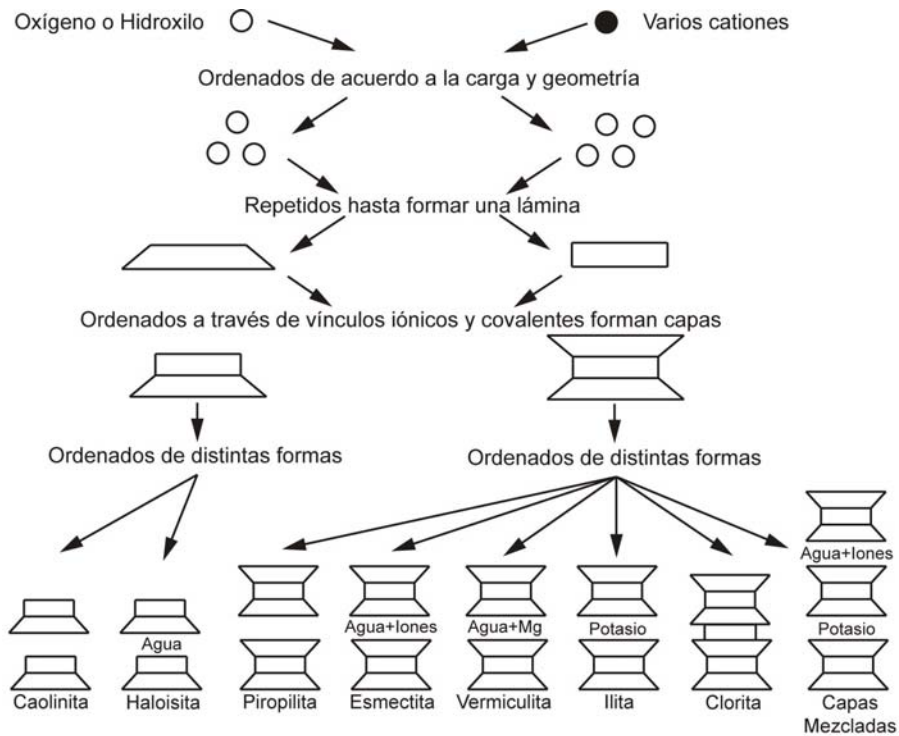 Oxígeno o Hidroxilo
Varios cationes
Ordenados de acuerdo a la carga y geometría
Repetidos hasta formar una lámina
Ordenados a través de vínculos iónicos y covalentes forman capas
Ordenados de distintas formas
Ordenados de distintas formas
Agua+Iones
Agua
Agua+Iones
Agua+Mg
Potasio
Potasio
Caolinita
Haloisita
Piropilita
Esmectita
Vermiculita
Ilita
Clorita
Capas
Mezcladas